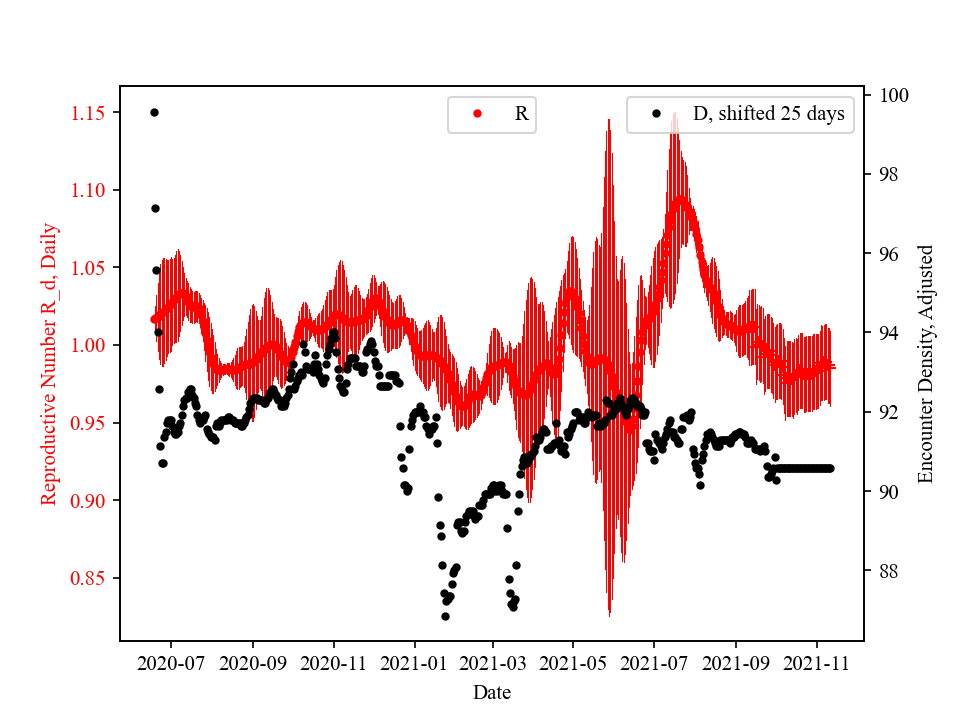 R
D, shifted 25 days
1.15
1.10
1.05
1.00
0.95
0.90
0.85
Reproductive Number R_d, Daily
100
98
96
94
92
90
88
Encounter Density, Adjusted
2020-07 2020-09 2020-11 2021-01 2021-03 2021-05 2021-07 2021-09 2021-11
Date